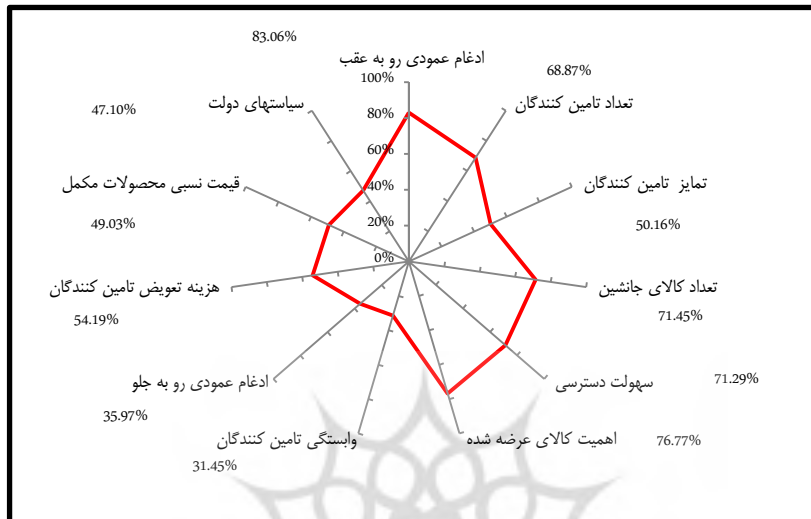 83.06%
ادغام عمودی رو به عقب
100%
80%
60%
40%
20%
0%
68.87%
تعداد تامین کنندگان
تمایز تامین کنندگان
50.16%
تعداد کالای جانشین
71.45%
سهولت دسترسی
71.29%
اهمیت کالای عرضه شده
76.77%
وابستگی تامین کنندگان
31.45%
ادغام عمودی رو به جلو
35.97%
هزینه تعویض تامین کنندگان
54.19%
قیمت نسبی محصولات مکمل
49.03%
سیاستهای دولت
47.10%